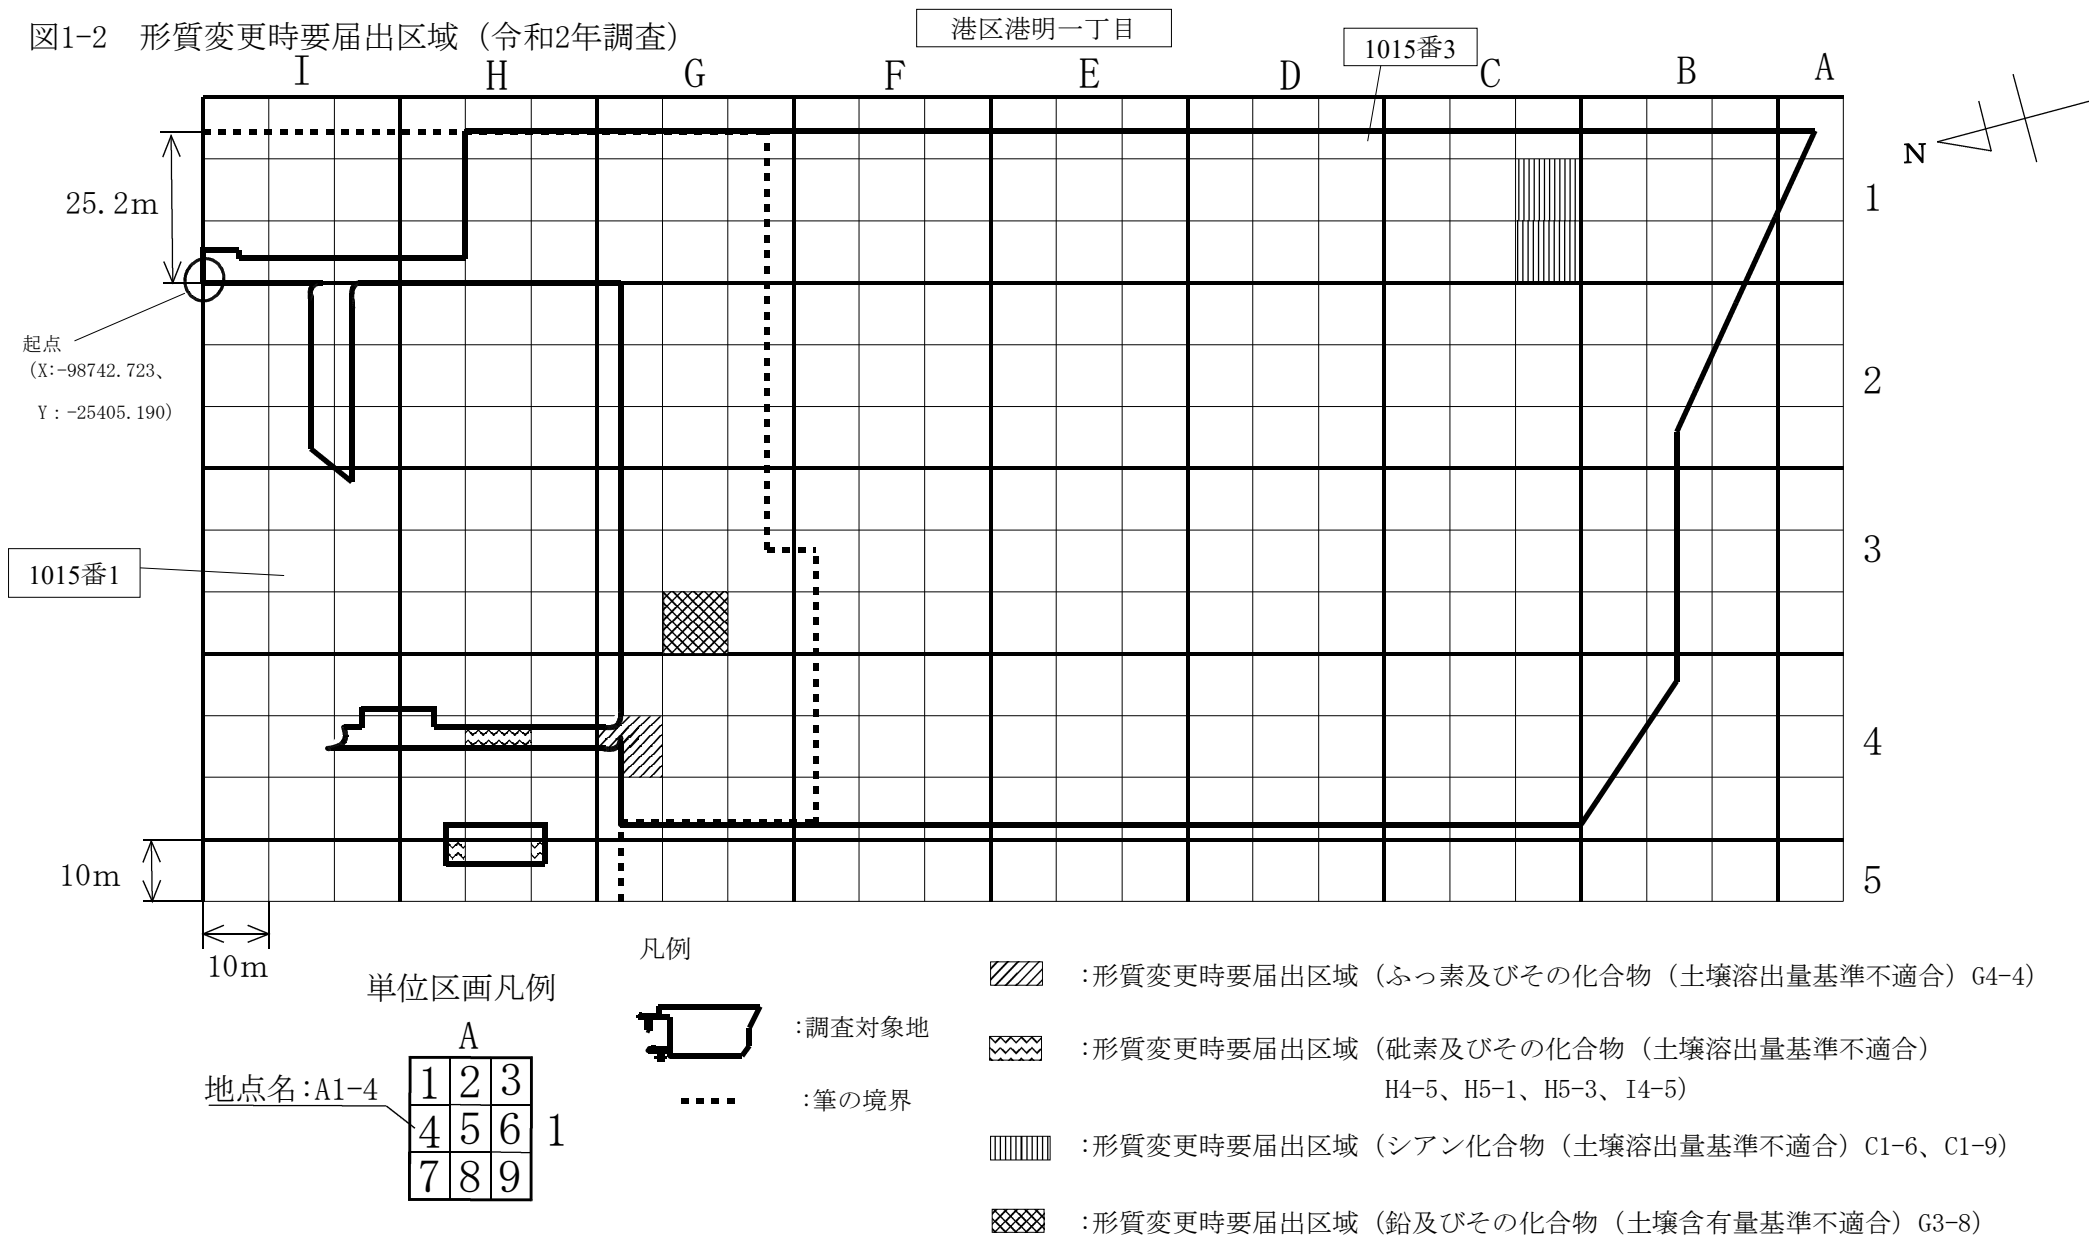 図1-2 形質変更時要届出区域（令和2年調査）
港区港明一丁目
1015番3
I H G F E D C B A
N
25.2m
1
起点
（X:-98742.723、
Y：-25405.190）
2
3
1015番1
4
10m
5
10m
単位区画凡例
A
地点名:A1-4
1 2 3
4 5 6 1
7 8 9
凡例
:調査対象地
:筆の境界
:形質変更時要届出区域（ふっ素及びその化合物（土壌溶出量基準不適合）G4-4）
:形質変更時要届出区域（砒素及びその化合物（土壌溶出量基準不適合）
H4-5、H5-1、H5-3、I4-5）
:形質変更時要届出区域（シアン化合物（土壌溶出量基準不適合）C1-6、C1-9）
:形質変更時要届出区域（鉛及びその化合物（土壌含有量基準不適合）G3-8）